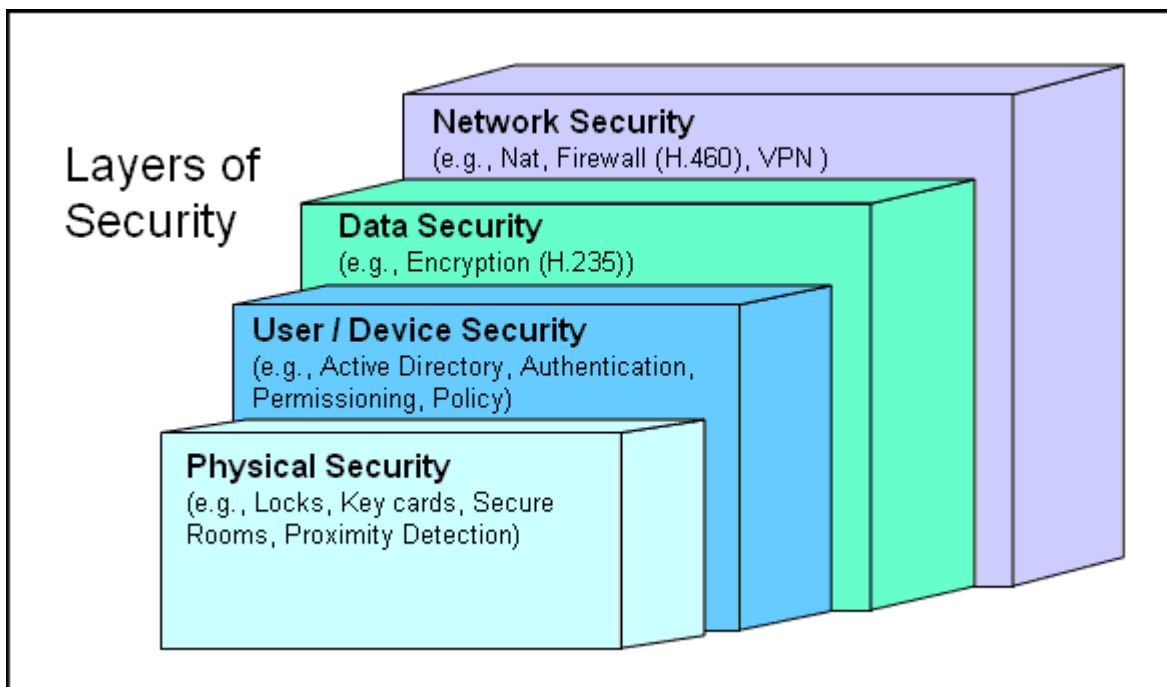 Layers of
Security
Network Security
(e.g., Nat, Firewall (H.460), VPN )
Data Security
(e.g., Encryption (H.235))
User / Device Security
(e.g., Active Directory, Authentication,
Permissioning, Policy)
Physical Security
(e.g., Locks, Key cards, Secure
Rooms, Proximity Detection)